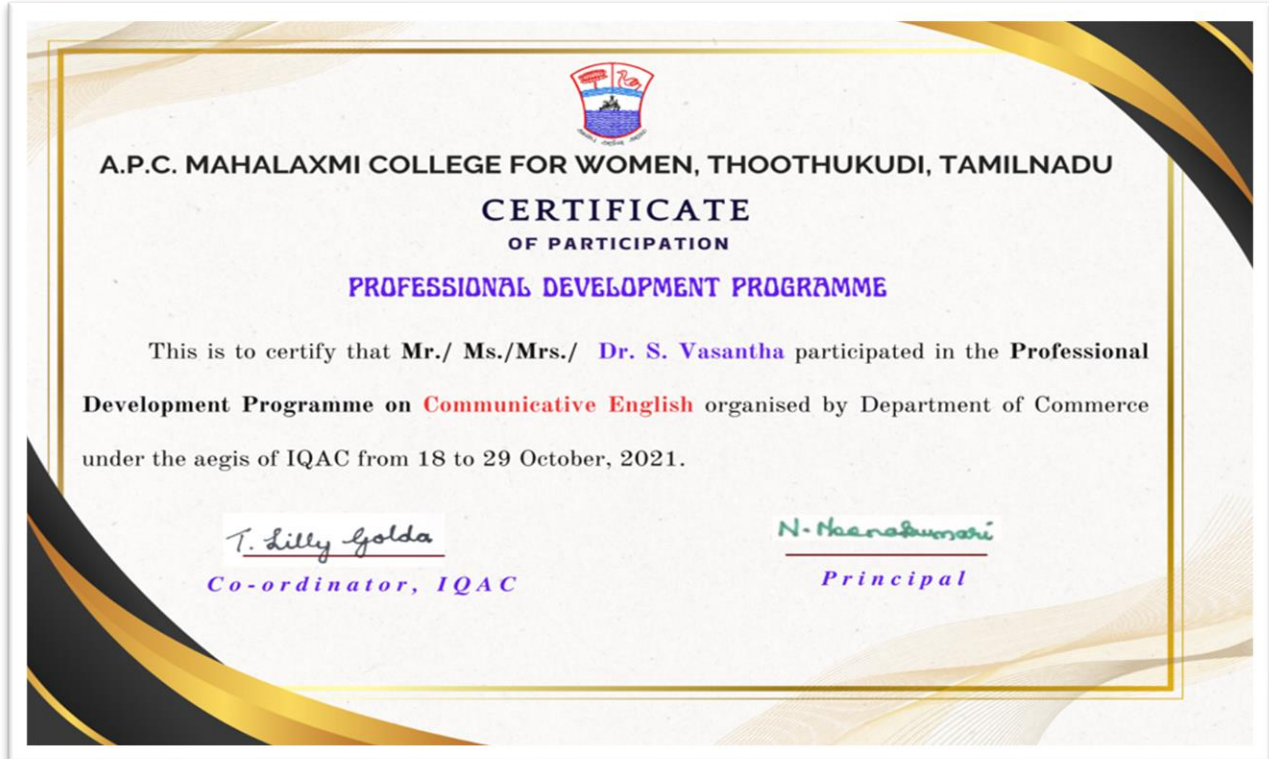 A.P.C. MAHALAXMI COLLEGE FOR WOMEN, THOOTHUKUDI, TAMILNADU
CERTIFICATE
OF PARTICIPATION
PROFESSIONAL DEVELOPMENT PROGRAMME
This is to certify that Mr./ Ms./Mrs./ Dr. S. Vasantha participated in the Professional
Development Programme on Communicative English organised by Department of Commerce
under the aegis of IQAC from 18 to 29 October, 2021.
T. Lilly Golda
N. Meenakumari
Co-ordinator, IQAC
Principal